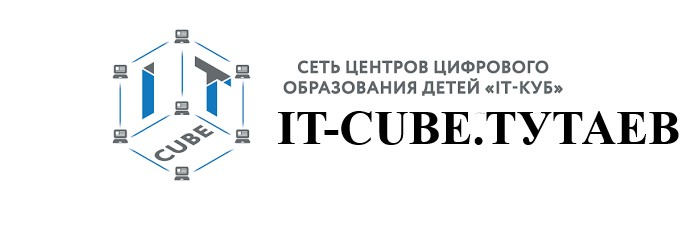 IT
CUBE
СЕТЬ ЦЕНТРОВ ЦИФРОВОГО
ОБРАЗОВАНИЯ ДЕТЕЙ «IT-КУБ»
IT-CUBE.ТУТАЕВ